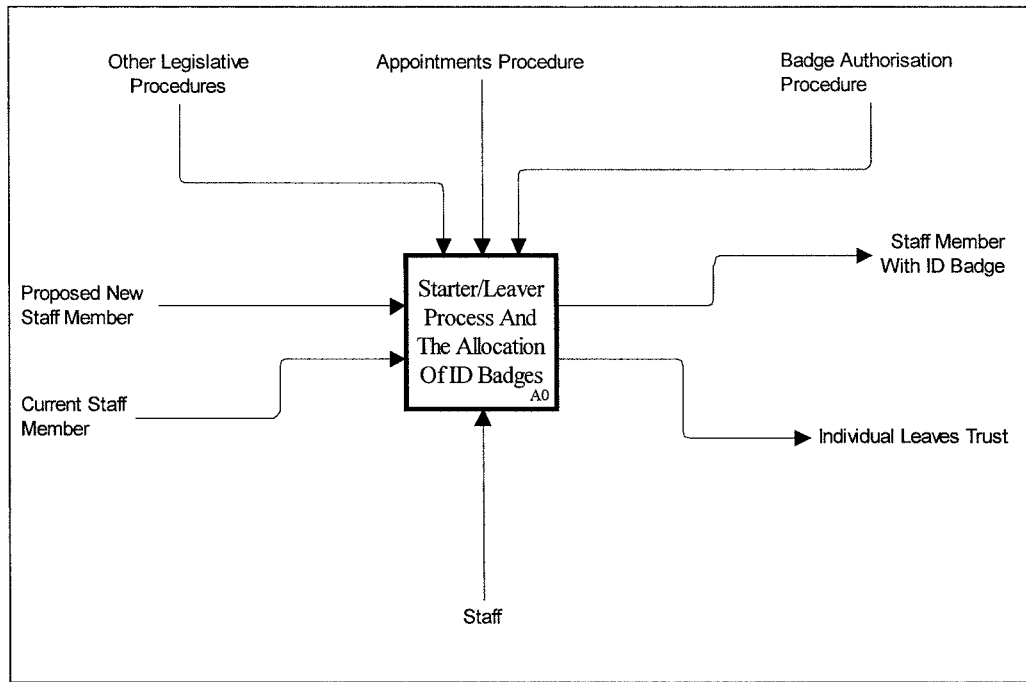 Other Legislative
Procedures
Appointments Procedure
Badge Authorisation
Procedure
Staff Member
With ID Badge
Proposed New
Staff Member
Starter/Leaver
Process And
The Allocation
Of ID Badges
A0
Current Staff
Member
Individual Leaves Trust
Staff